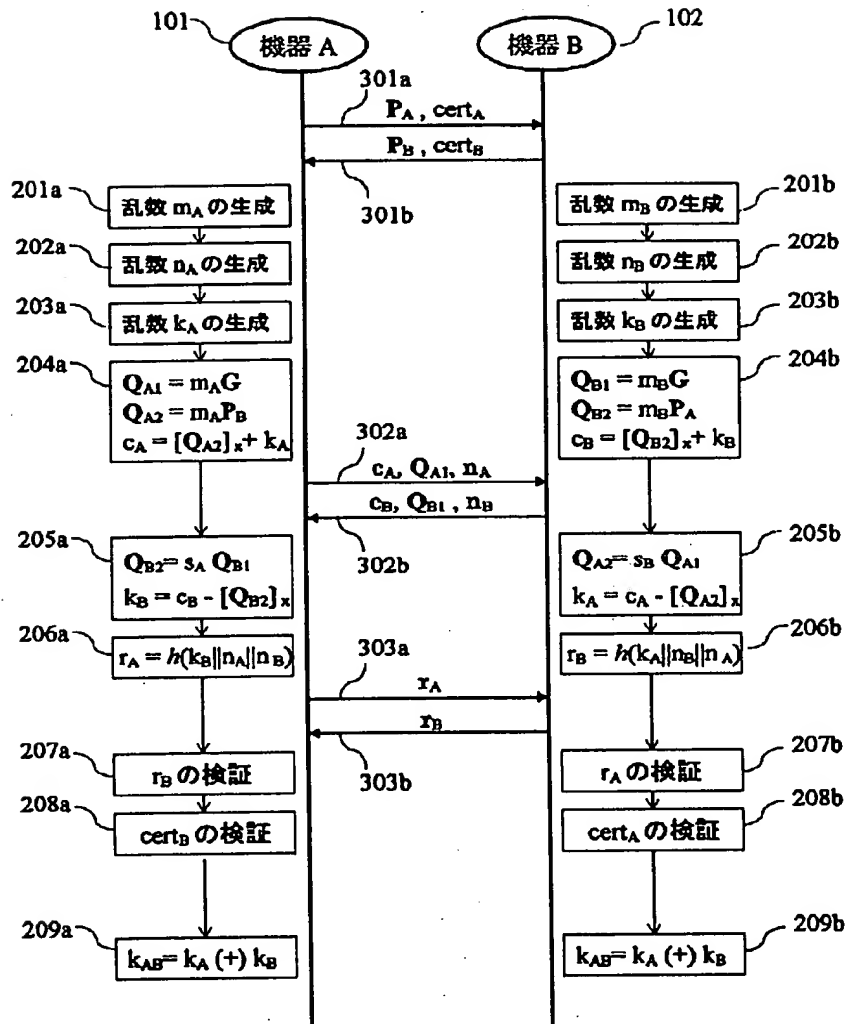 101
機器 A
機器 B
102
301a
P_A , cert_A
P_B , cert_B
301b
201a
乱数 m_A の生成
202a
乱数 n_A の生成
203a
乱数 k_A の生成
204a
Q_A1 = m_A G
Q_A2 = m_A P_B
c_A = [Q_A2]_x + k_A
201b
乱数 m_B の生成
202b
乱数 n_B の生成
203b
乱数 k_B の生成
204b
Q_B1 = m_B G
Q_B2 = m_B P_A
c_B = [Q_B2]_x + k_B
302a
c_A, Q_A1, n_A
c_B, Q_B1 , n_B
302b
205a
Q_B2 = s_A Q_B1
k_B = c_B - [Q_B2]_x
205b
Q_A2 = s_B Q_A1
k_A = c_A - [Q_A2]_x
206a
r_A = h(k_B||n_A||n_B)
206b
r_B = h(k_A||n_B||n_A)
303a
r_A
r_B
303b
207a
r_B の検証
208a
cert_B の検証
207b
r_A の検証
208b
cert_A の検証
209a
k_AB = k_A (+) k_B
209b
k_AB = k_A (+) k_B